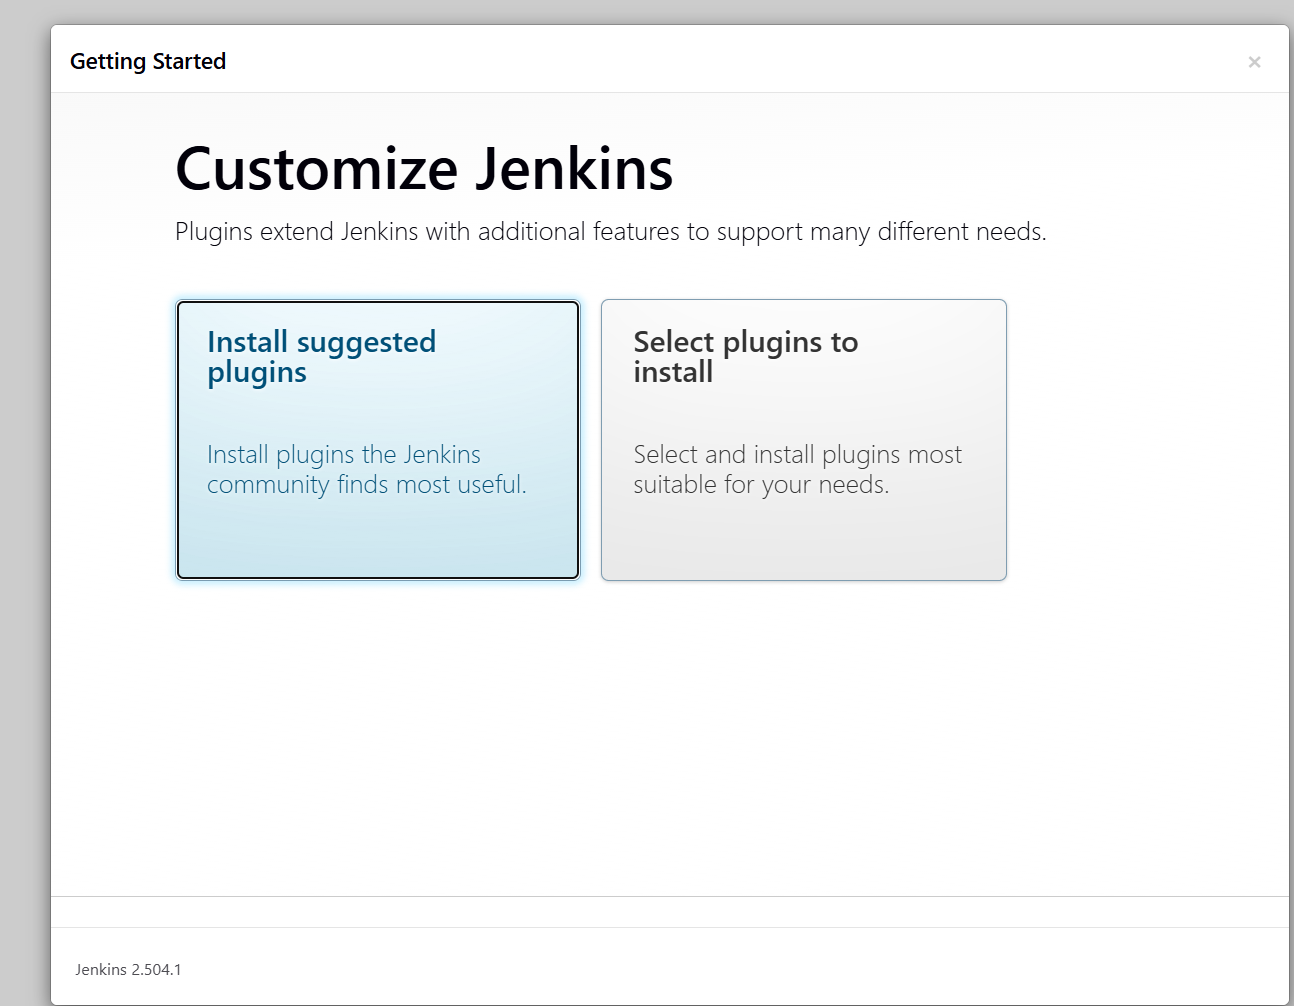 Getting Started
×
Customize Jenkins
Plugins extend Jenkins with additional features to support many different needs.
Install suggested
plugins
Install plugins the Jenkins
community finds most useful.
Select plugins to
install
Select and install plugins most
suitable for your needs.
Jenkins 2.504.1